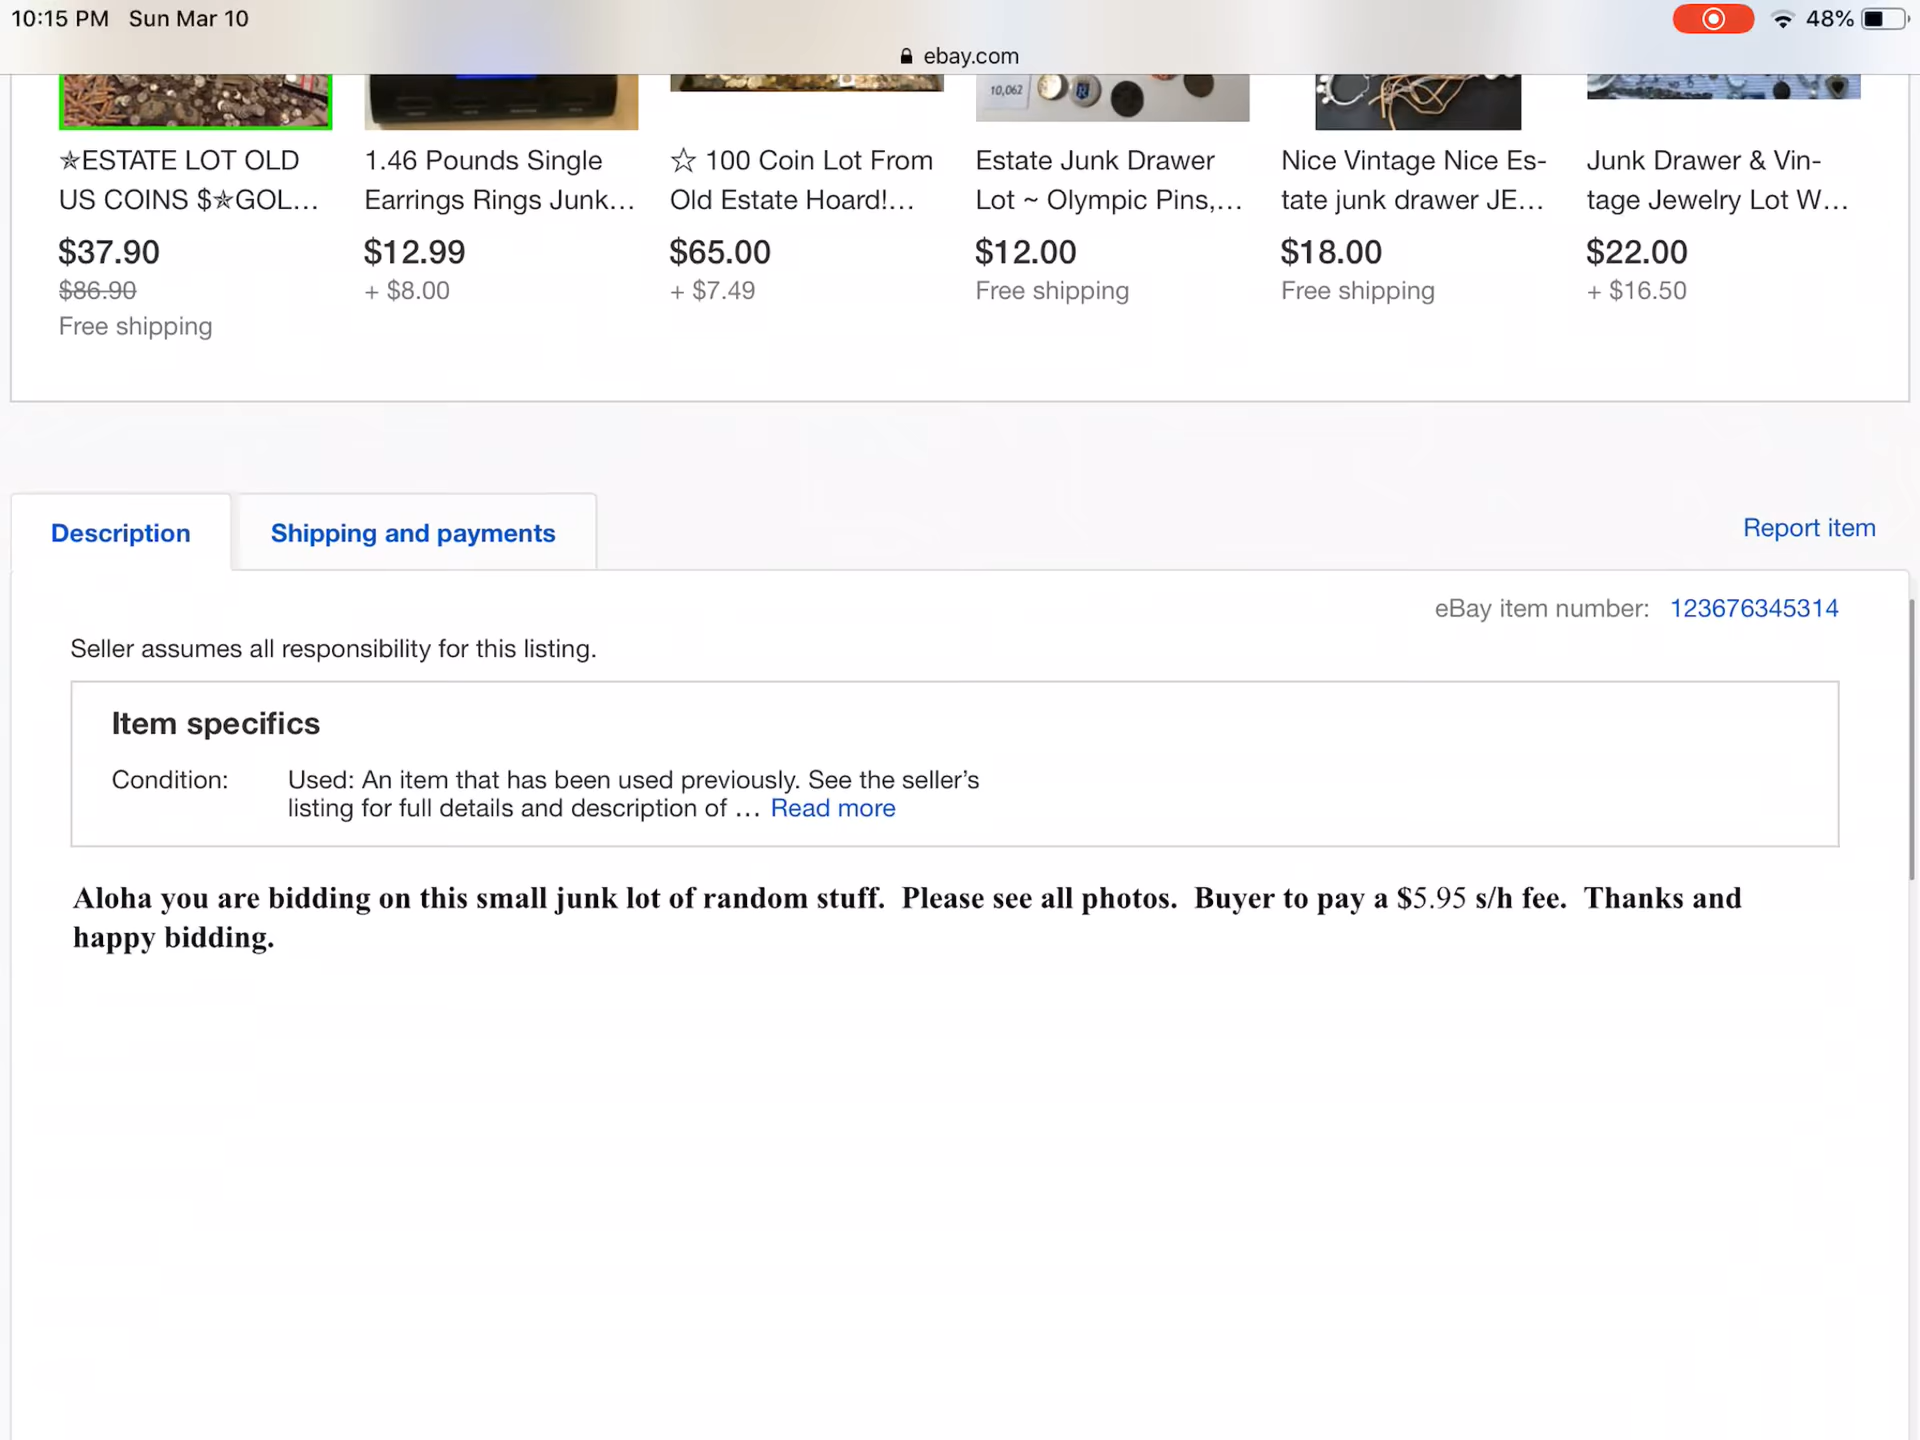 10:15 PM Sun Mar 10
48%
ebay.com
10,062
✯ESTATE LOT OLD
US COINS $✯GOL...
$37.90
$86.90
Free shipping
1.46 Pounds Single
Earrings Rings Junk...
$12.99
+ $8.00
☆ 100 Coin Lot From
Old Estate Hoard!...
$65.00
+ $7.49
Estate Junk Drawer
Lot ~ Olympic Pins,...
$12.00
Free shipping
Nice Vintage Nice Es-
tate junk drawer JE...
$18.00
Free shipping
Junk Drawer & Vin-
tage Jewelry Lot W...
$22.00
+ $16.50
Description
Shipping and payments
Report item
eBay item number: 123676345314
Seller assumes all responsibility for this listing.
Item specifics
Condition: Used: An item that has been used previously. See the seller's
listing for full details and description of ... Read more
Aloha you are bidding on this small junk lot of random stuff. Please see all photos. Buyer to pay a $5.95 s/h fee. Thanks and
happy bidding.